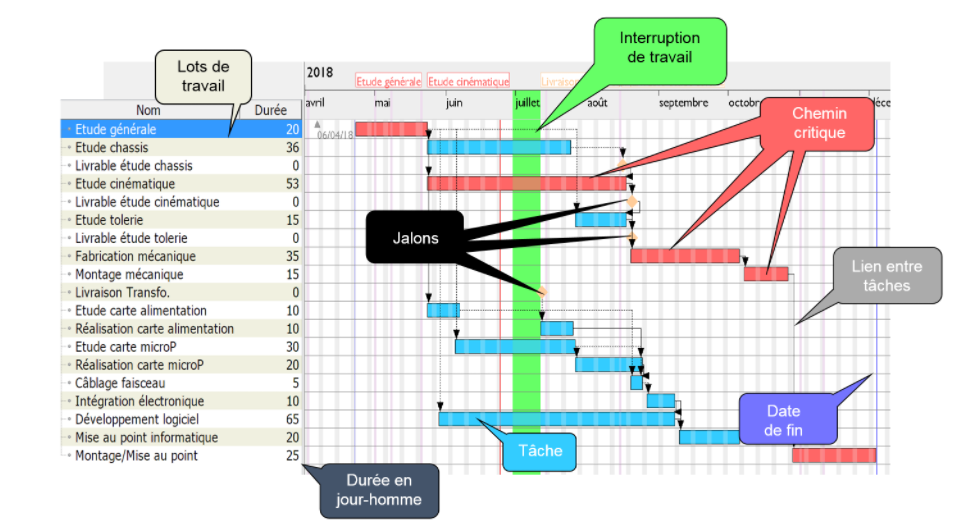 Interruption
de travail
Lots de
travail
2018
Etude générale
Etude cinématique
Livraison
avril
mai
juin
juillet
août
septembre
octobre
Chemin
critique
Nom
Durée
Etude générale 20
06/04/18
Etude chassis 36
Livrable étude chassis 0
Etude cinématique 53
Livrable étude cinématique 0
Etude tolerie 15
Livrable étude tolerie 0
Jalons
Fabrication mécanique 35
Montage mécanique 15
Lien entre
tâches
Livraison Transfo. 0
Etude carte alimentation 10
Réalisation carte alimentation 10
Etude carte microP 30
Réalisation carte microP 20
Câblage faisceau 5
Intégration électronique 10
Développement logiciel 65
Date
de fin
Mise au point informatique 20
Tâche
Montage/Mise au point 25
Durée en
jour-homme